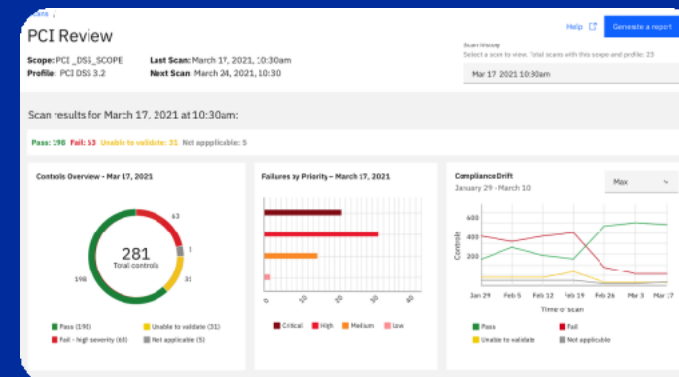 Scans /
PCI Review
Help
Generate a report
Scope: PCI _DSS_SCOPE
Last Scan: March 17, 2021, 10:30am
Profile: PCI DSS 3.2
Next Scan: March 24, 2021, 10:30
Scan History
Select a scan to view. Total scans with this scope and profile: 23
Mar 17 2021 10:30am
Scan results for March 17, 2021 at 10:30am:
Pass: 198 Fail: 53 Unable to validate: 31 Not appplicable: 5
Controls Overview - Mar 17, 2021
63
1
31
198
281
Total controls
Pass (198)
Unable to validate (31)
Fail - high severity (63)
Not applicable (5)
Failures by Priority – March 17, 2021
0 10 20 30 40
Critical High Medium low
Compliance Drift
January 29 - March 10
Max
Controls
600
400
200
Jan 29 Feb 5 Feb 12 Feb 19 Feb 26 Mar 3 Mar 17
Time of scan
Pass
Fail
Unable to validate
Not applicable